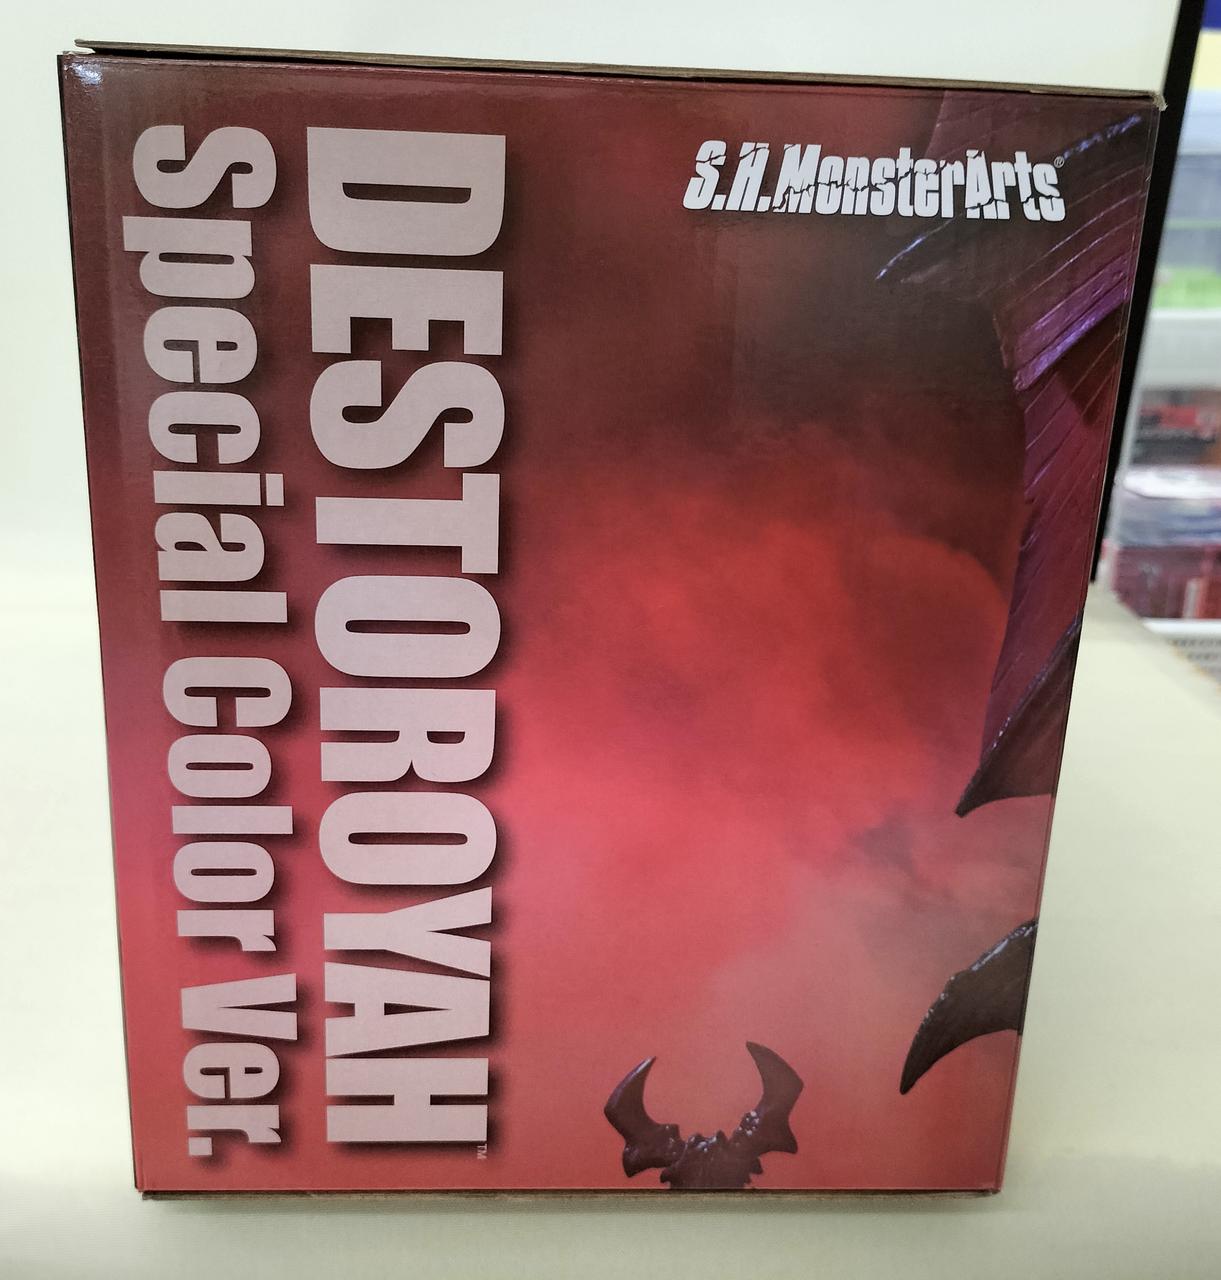 S.H.MonsterArts®
DESTOROYAH™
Special Color Ver.